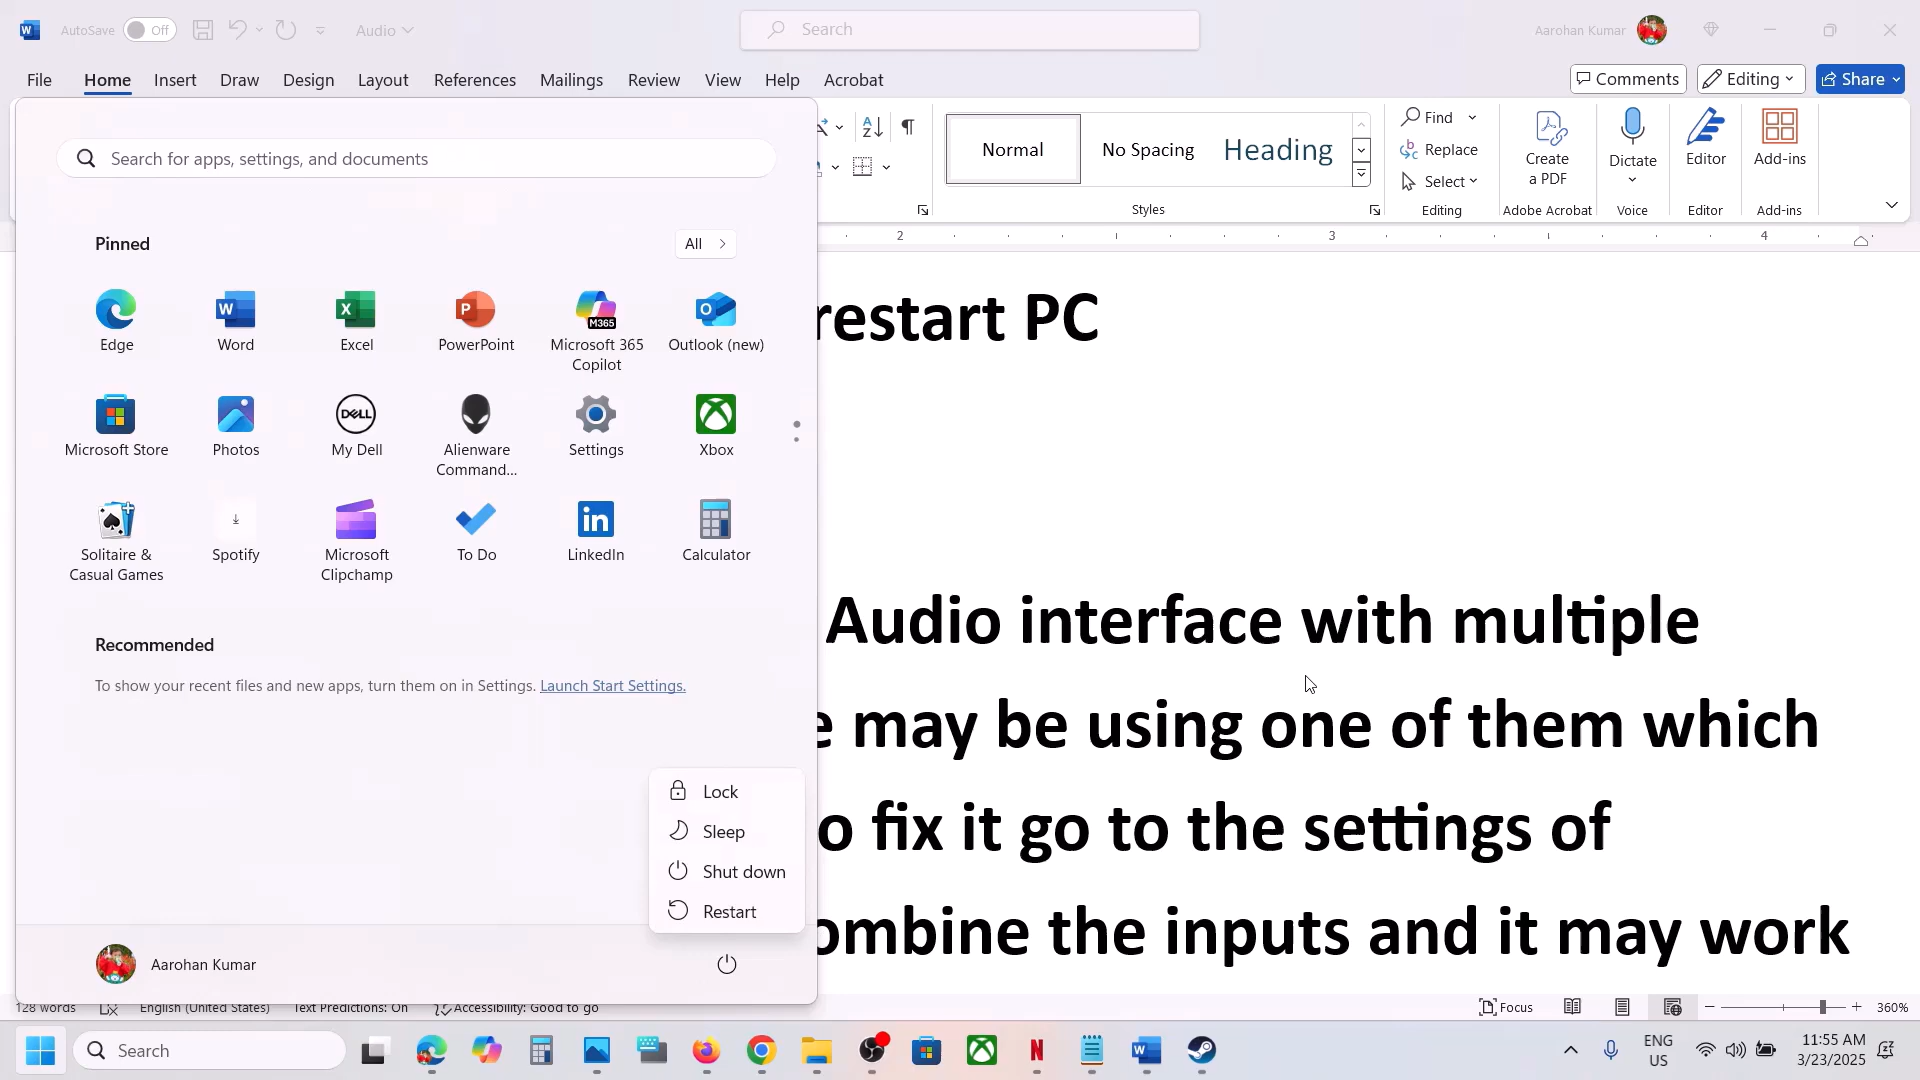 AutoSave Off Audio Search Aarohan Kumar
File Home Insert Draw Design Layout References Mailings Review View Help Acrobat Comments Editing Share
Search for apps, settings, and documents
Normal No Spacing Heading
Find
Replace
Select
Create
a PDF
Dictate
Editor
Add-ins
Styles Editing Adobe Acrobat Voice Editor Add-ins
Pinned All
2 3 4
Edge Word Excel PowerPoint Microsoft 365
Copilot Outlook (new)
M365
Microsoft Store Photos My Dell Alienware
Command... Settings Xbox
DELL
Solitaire &
Casual Games Spotify Microsoft
Clipchamp To Do LinkedIn Calculator
Recommended
To show your recent files and new apps, turn them on in Settings. Launch Start Settings.
Lock
Sleep
Shut down
Restart
Aarohan Kumar
restart PC
Audio interface with multiple
may be using one of them which
fix it go to the settings of
ombine the inputs and it may work
128 words English (United States) Text Predictions: On Accessibility: Good to go Focus 360%
Search
ENG
US
11:55 AM
3/23/2025